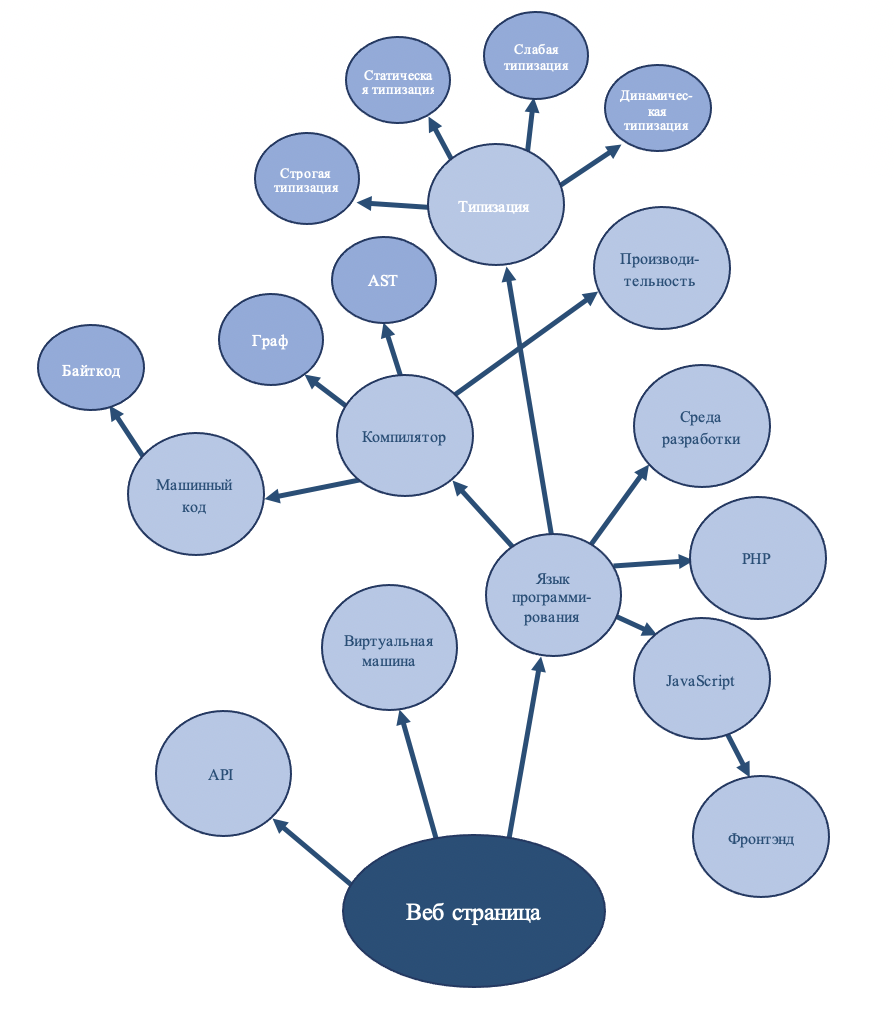 Слабая
типизация
Статическа
я типизация
Динамичес-
кая
типизация
Строгая
типизация
Типизация
Производи-
тельность
AST
Граф
Байткод
Компилятор
Среда
разработки
Машинный
код
PHP
Язык
программи-
рования
Виртуальная
машина
JavaScript
API
Фронтэнд
Веб страница